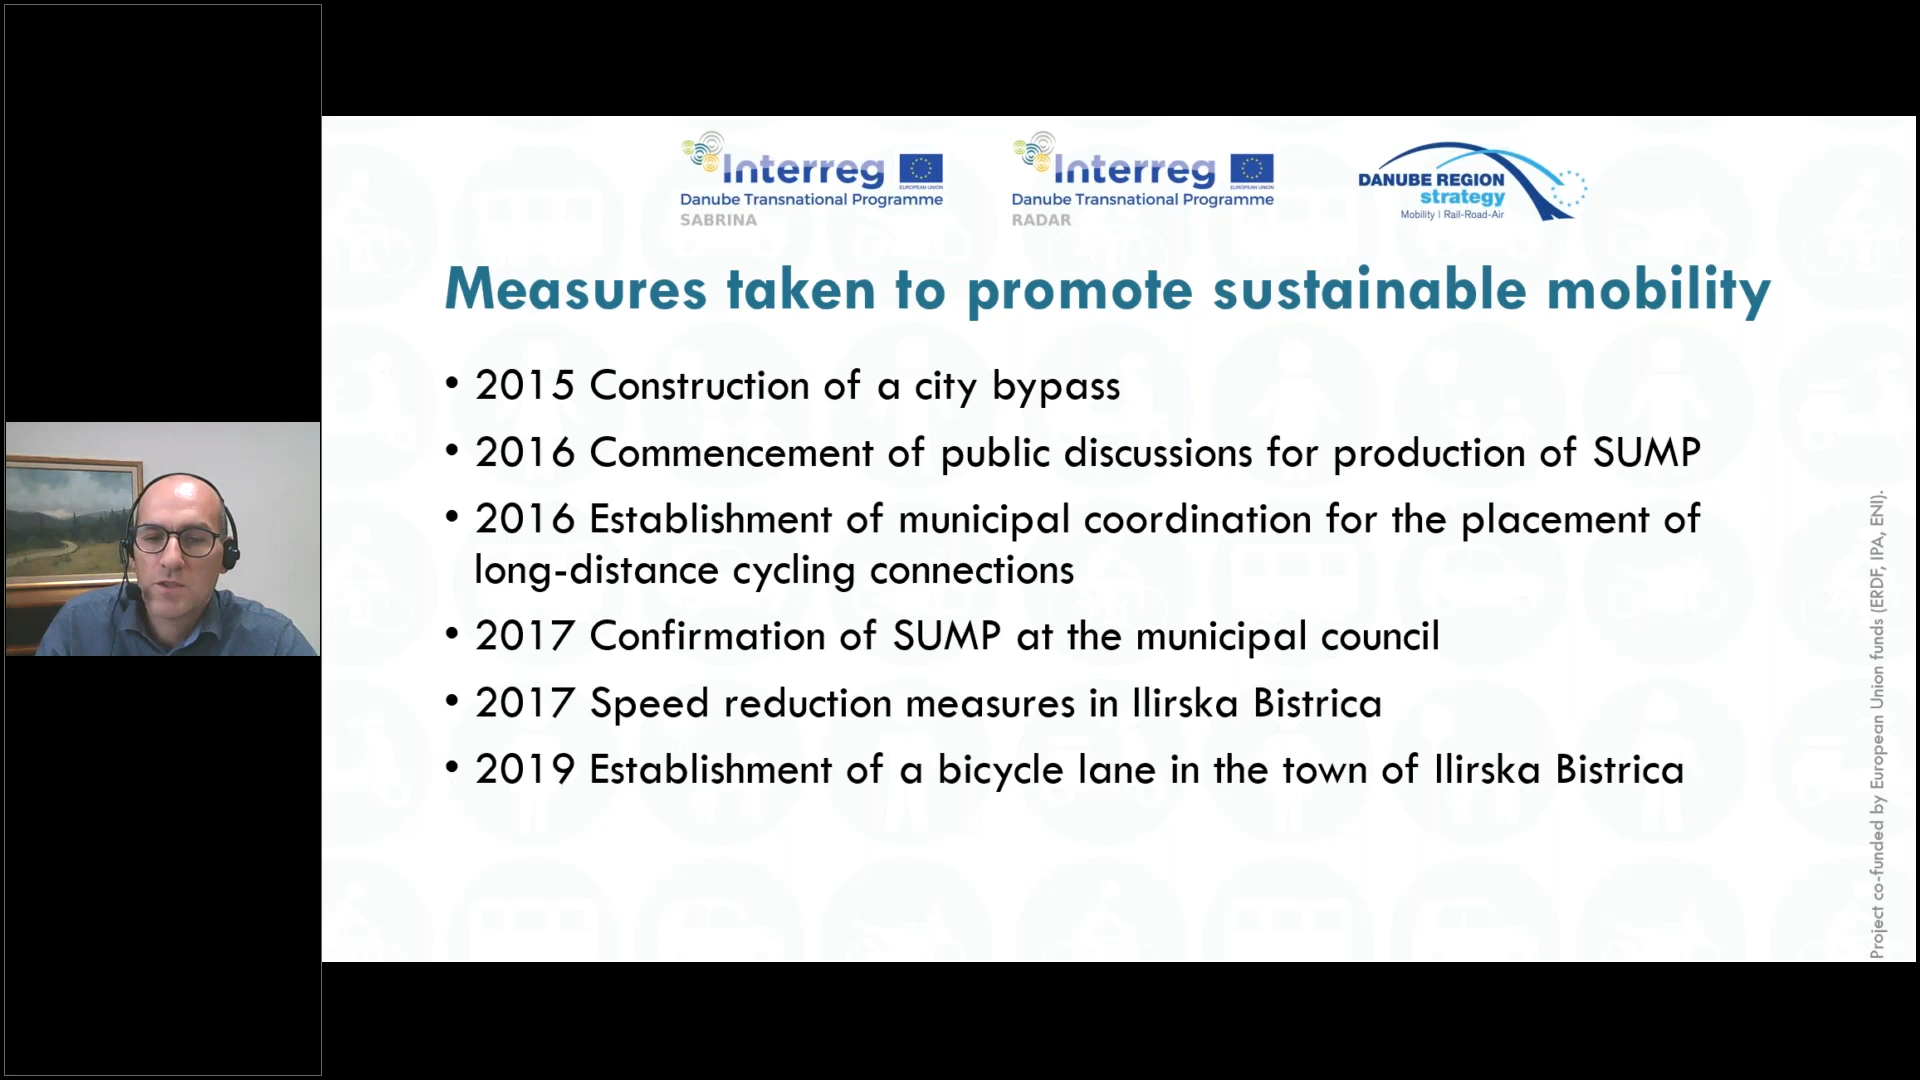 Interreg
EUROPEAN UNION
Danube Transnational Programme
SABRINA
Interreg
EUROPEAN UNION
Danube Transnational Programme
RADAR
DANUBE REGION
strategy
Mobility | Rail-Road-Air
Measures taken to promote sustainable mobility
• 2015 Construction of a city bypass
• 2016 Commencement of public discussions for production of SUMP
• 2016 Establishment of municipal coordination for the placement of
long-distance cycling connections
• 2017 Confirmation of SUMP at the municipal council
• 2017 Speed reduction measures in Ilirska Bistrica
• 2019 Establishment of a bicycle lane in the town of Ilirska Bistrica
Project co-funded by European Union funds (ERDF, IPA, ENI).